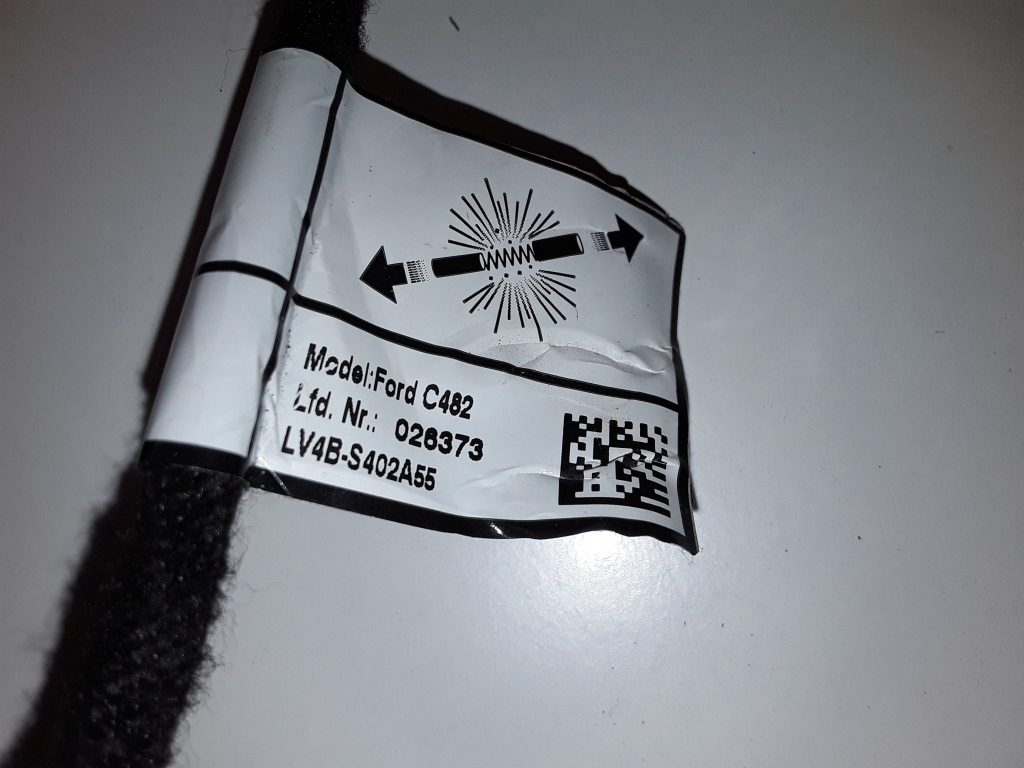 Model:Ford C482
Lfd. Nr.: 026373
LV4B-S402A55